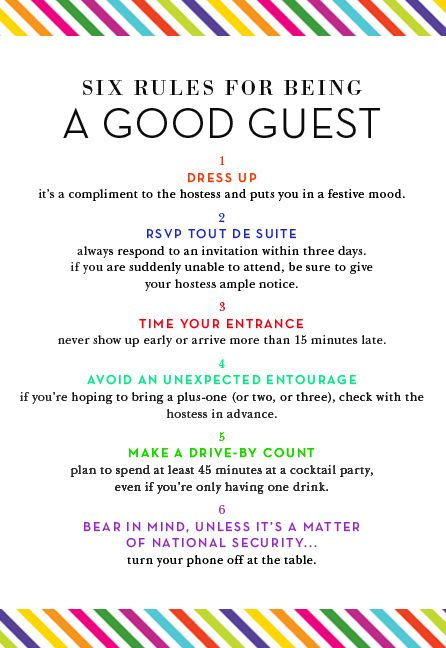 SIX RULES FOR BEING
A GOOD GUEST
1
DRESS UP
it's a compliment to the hostess and puts you in a festive mood.
2
RSVP TOUT DE SUITE
always respond to an invitation within three days.
if you are suddenly unable to attend, be sure to give
your hostess ample notice.
3
TIME YOUR ENTRANCE
never show up early or arrive more than 15 minutes late.
4
AVOID AN UNEXPECTED ENTOURAGE
if you're hoping to bring a plus-one (or two, or three), check with the
hostess in advance.
5
MAKE A DRIVE-BY COUNT
plan to spend at least 45 minutes at a cocktail party,
even if you're only having one drink.
6
BEAR IN MIND, UNLESS IT'S A MATTER
OF NATIONAL SECURITY...
turn your phone off at the table.